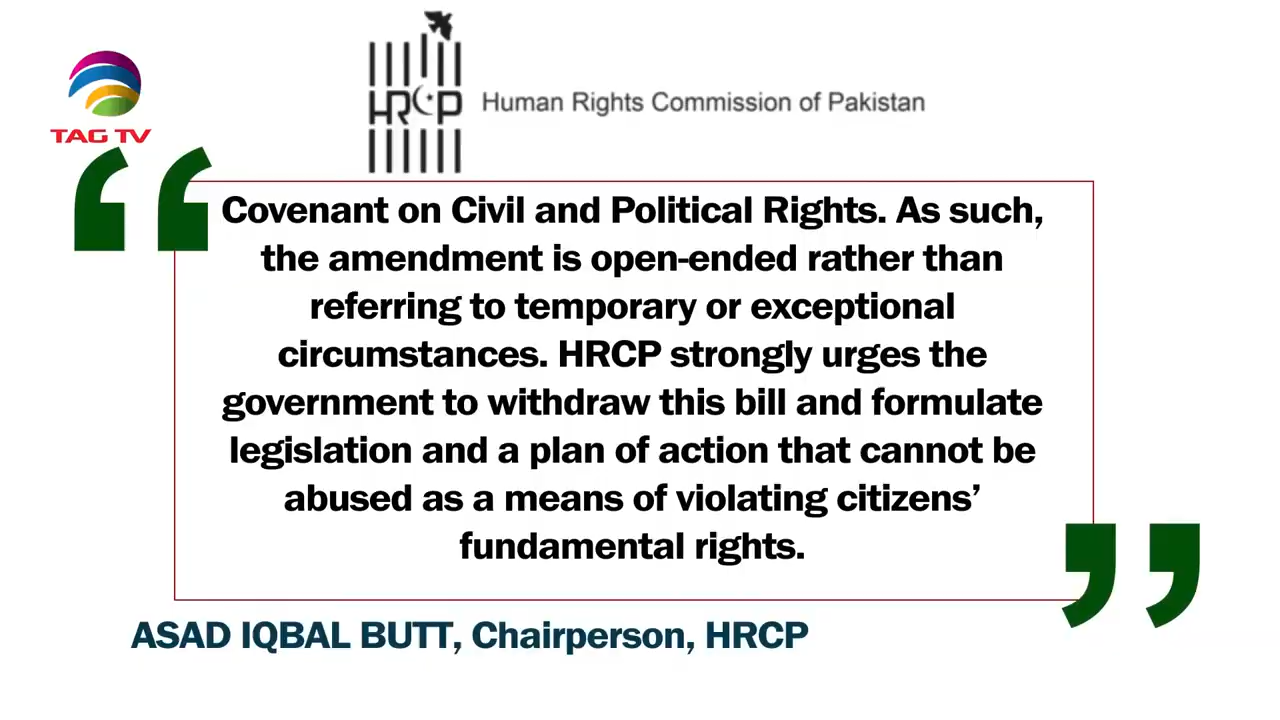 HRCP
Human Rights Commission of Pakistan
TAG TV
“
Covenant on Civil and Political Rights. As such,
the amendment is open-ended rather than
referring to temporary or exceptional
circumstances. HRCP strongly urges the
government to withdraw this bill and formulate
legislation and a plan of action that cannot be
abused as a means of violating citizens’
fundamental rights.
”
ASAD IQBAL BUTT, Chairperson, HRCP